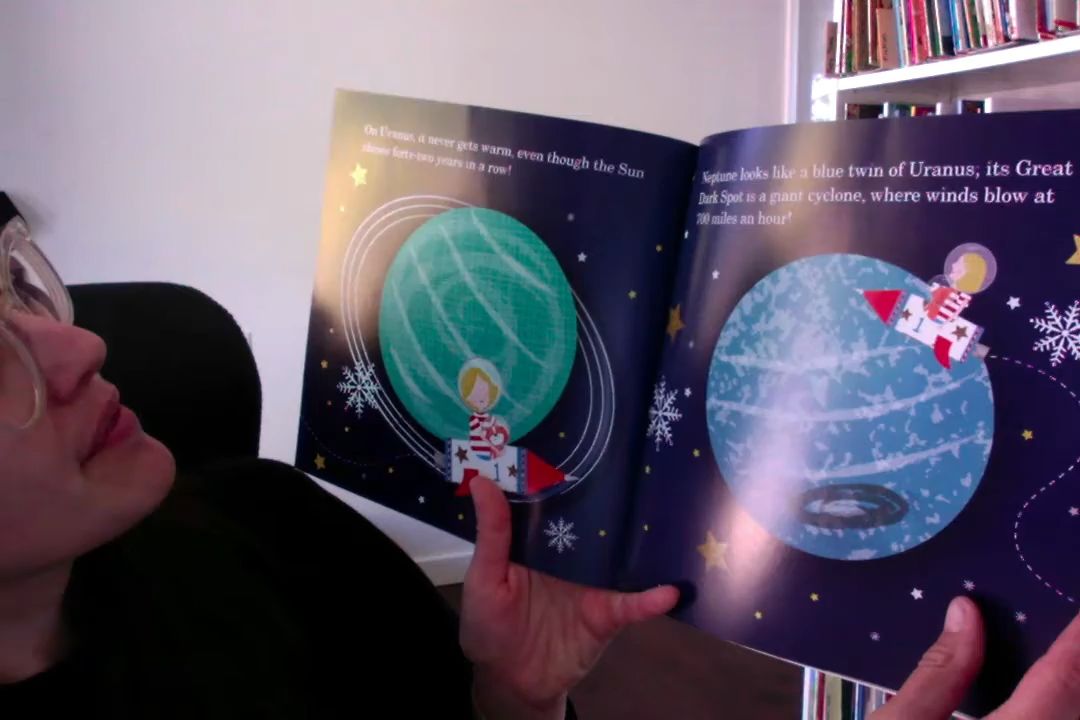 On Uranus, it never gets warm, even though the Sun
shines forty-two years in a row!
Neptune looks like a blue twin of Uranus; its Great
Dark Spot is a giant cyclone, where winds blow at
700 miles an hour!
1
1